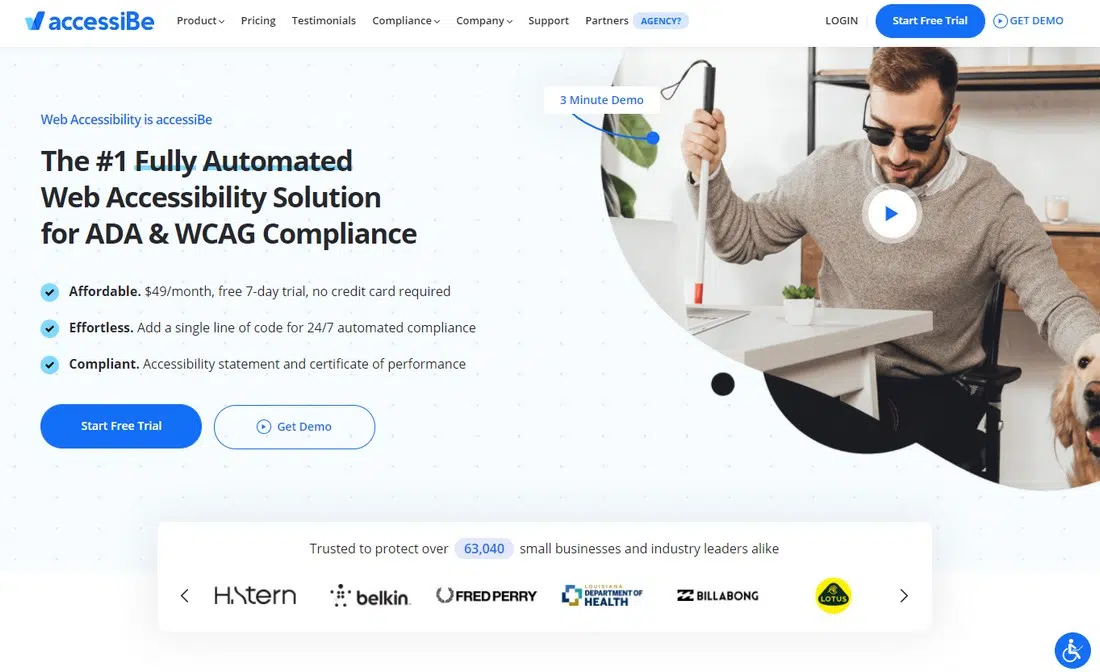 accessiBe
Product
Pricing
Testimonials
Compliance
Company
Support
Partners
AGENCY?
LOGIN
Start Free Trial
GET DEMO
3 Minute Demo
Web Accessibility is accessiBe
The #1 Fully Automated
Web Accessibility Solution
for ADA & WCAG Compliance
Affordable. $49/month, free 7-day trial, no credit card required
Effortless. Add a single line of code for 24/7 automated compliance
Compliant. Accessibility statement and certificate of performance
Start Free Trial
Get Demo
Trusted to protect over 63,040 small businesses and industry leaders alike
H.Stern
belkin
FRED PERRY
LOUISIANA
DEPARTMENT OF
HEALTH
BILLABONG
LOTUS